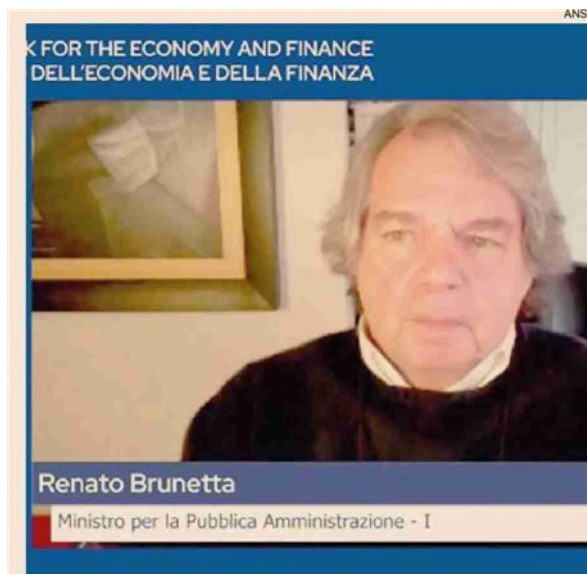 ANS
K FOR THE ECONOMY AND FINANCE
DELL'ECONOMIA E DELLA FINANZA
Renato Brunetta
Ministro per la Pubblica Amministrazione - I